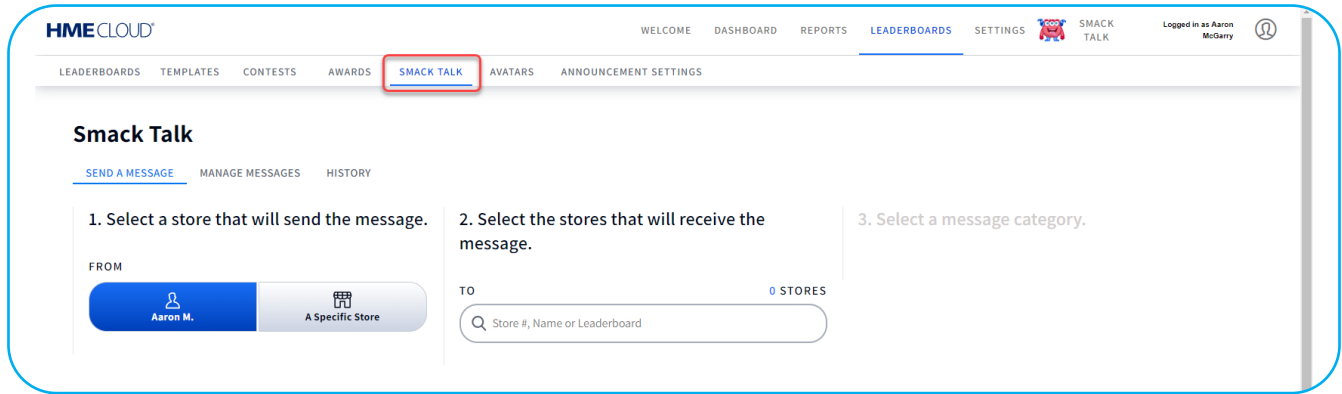 HME CLOUD®
WELCOME DASHBOARD REPORTS LEADERBOARDS SETTINGS SMACK TALK Logged in as Aaron McGarry
LEADERBOARDS TEMPLATES CONTESTS AWARDS SMACK TALK AVATARS ANNOUNCEMENT SETTINGS
Smack Talk
SEND A MESSAGE MANAGE MESSAGES HISTORY
1. Select a store that will send the message.
FROM
Aaron M. A Specific Store
2. Select the stores that will receive the
message.
TO 0 STORES
Store #, Name or Leaderboard
3. Select a message category.